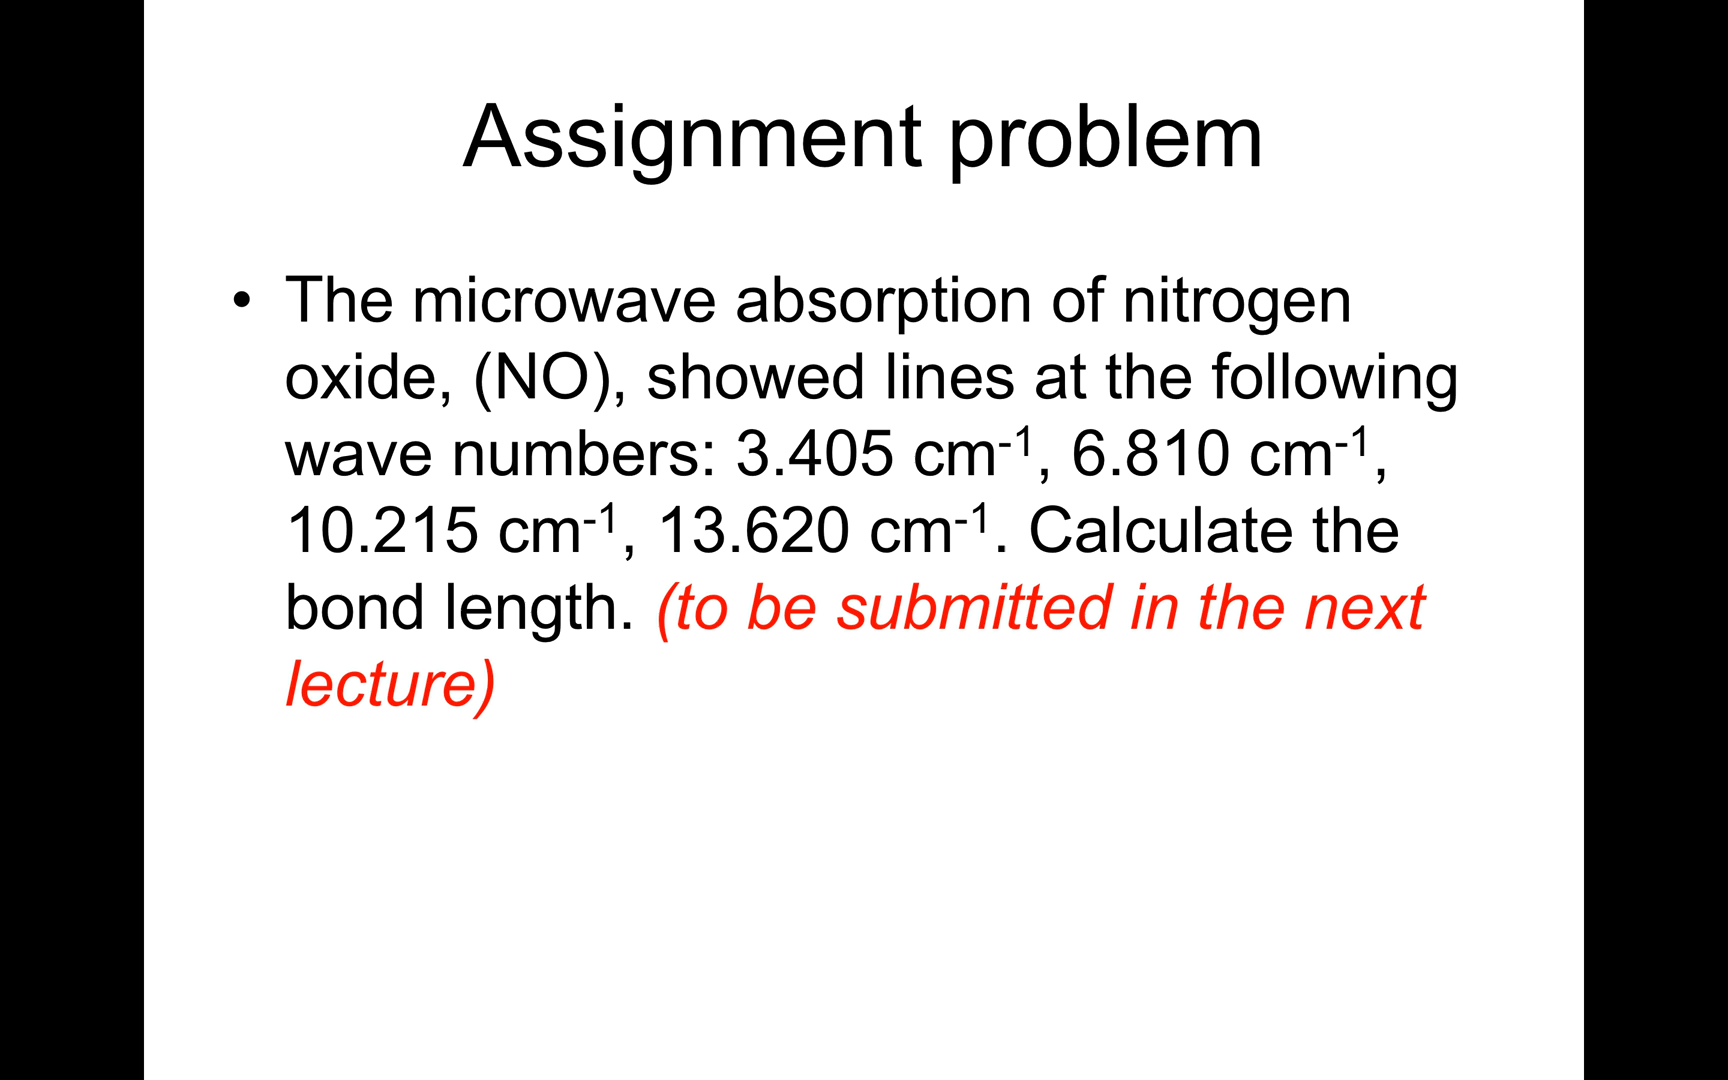 Assignment problem
• The microwave absorption of nitrogen
oxide, (NO), showed lines at the following
wave numbers: 3.405 cm⁻¹, 6.810 cm⁻¹,
10.215 cm⁻¹, 13.620 cm⁻¹. Calculate the
bond length. (to be submitted in the next
lecture)